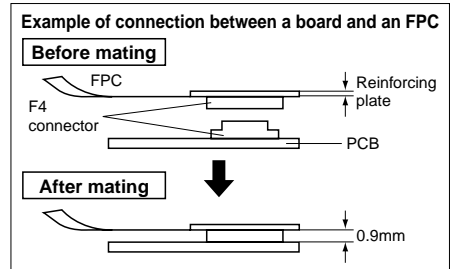 Example of connection between a board and an FPC
Before mating
FPC
Reinforcing
plate
F4
connector
PCB
After mating
0.9mm